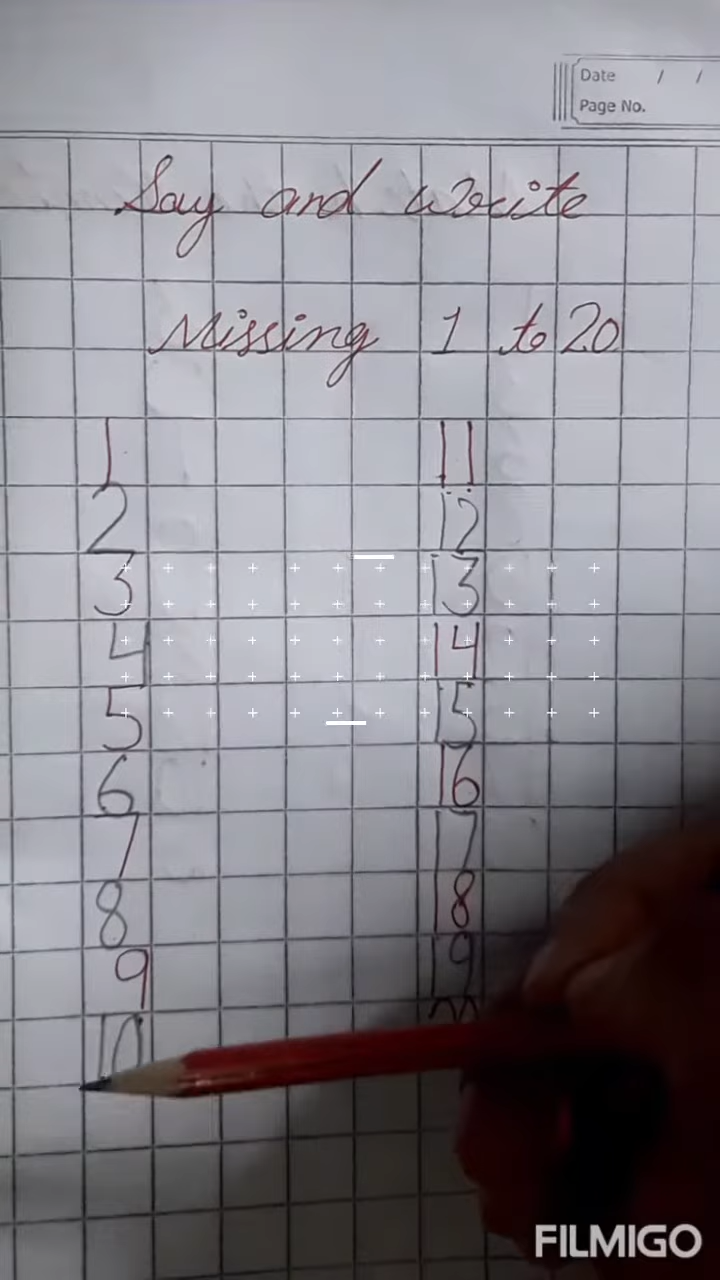 Date / /
Page No.
Say and Write
Missing 1 to 20
1 11
2 12
3 13
4 14
5 15
6 16
7 17
8 18
9 19
10
FILMIGO